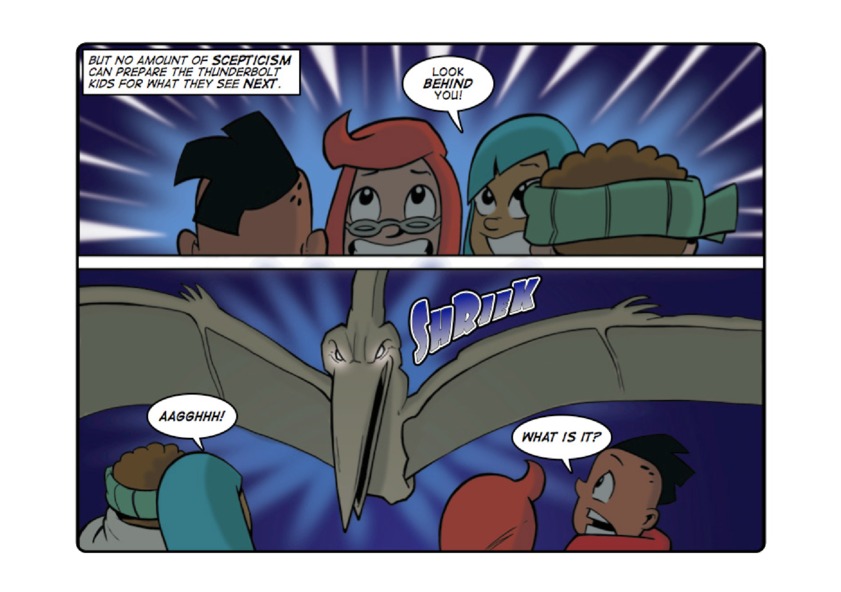 BUT NO AMOUNT OF SCEPTICISM
CAN PREPARE THE THUNDERBOLT
KIDS FOR WHAT THEY SEE NEXT.
LOOK
BEHIND
YOU!
SHRIIK
AAGGHHH!
WHAT IS IT?